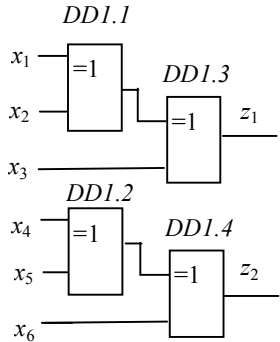 DD1.1
x1
=1
DD1.3
x2
=1
z1
x3
DD1.2
x4
=1
DD1.4
x5
=1
z2
x6